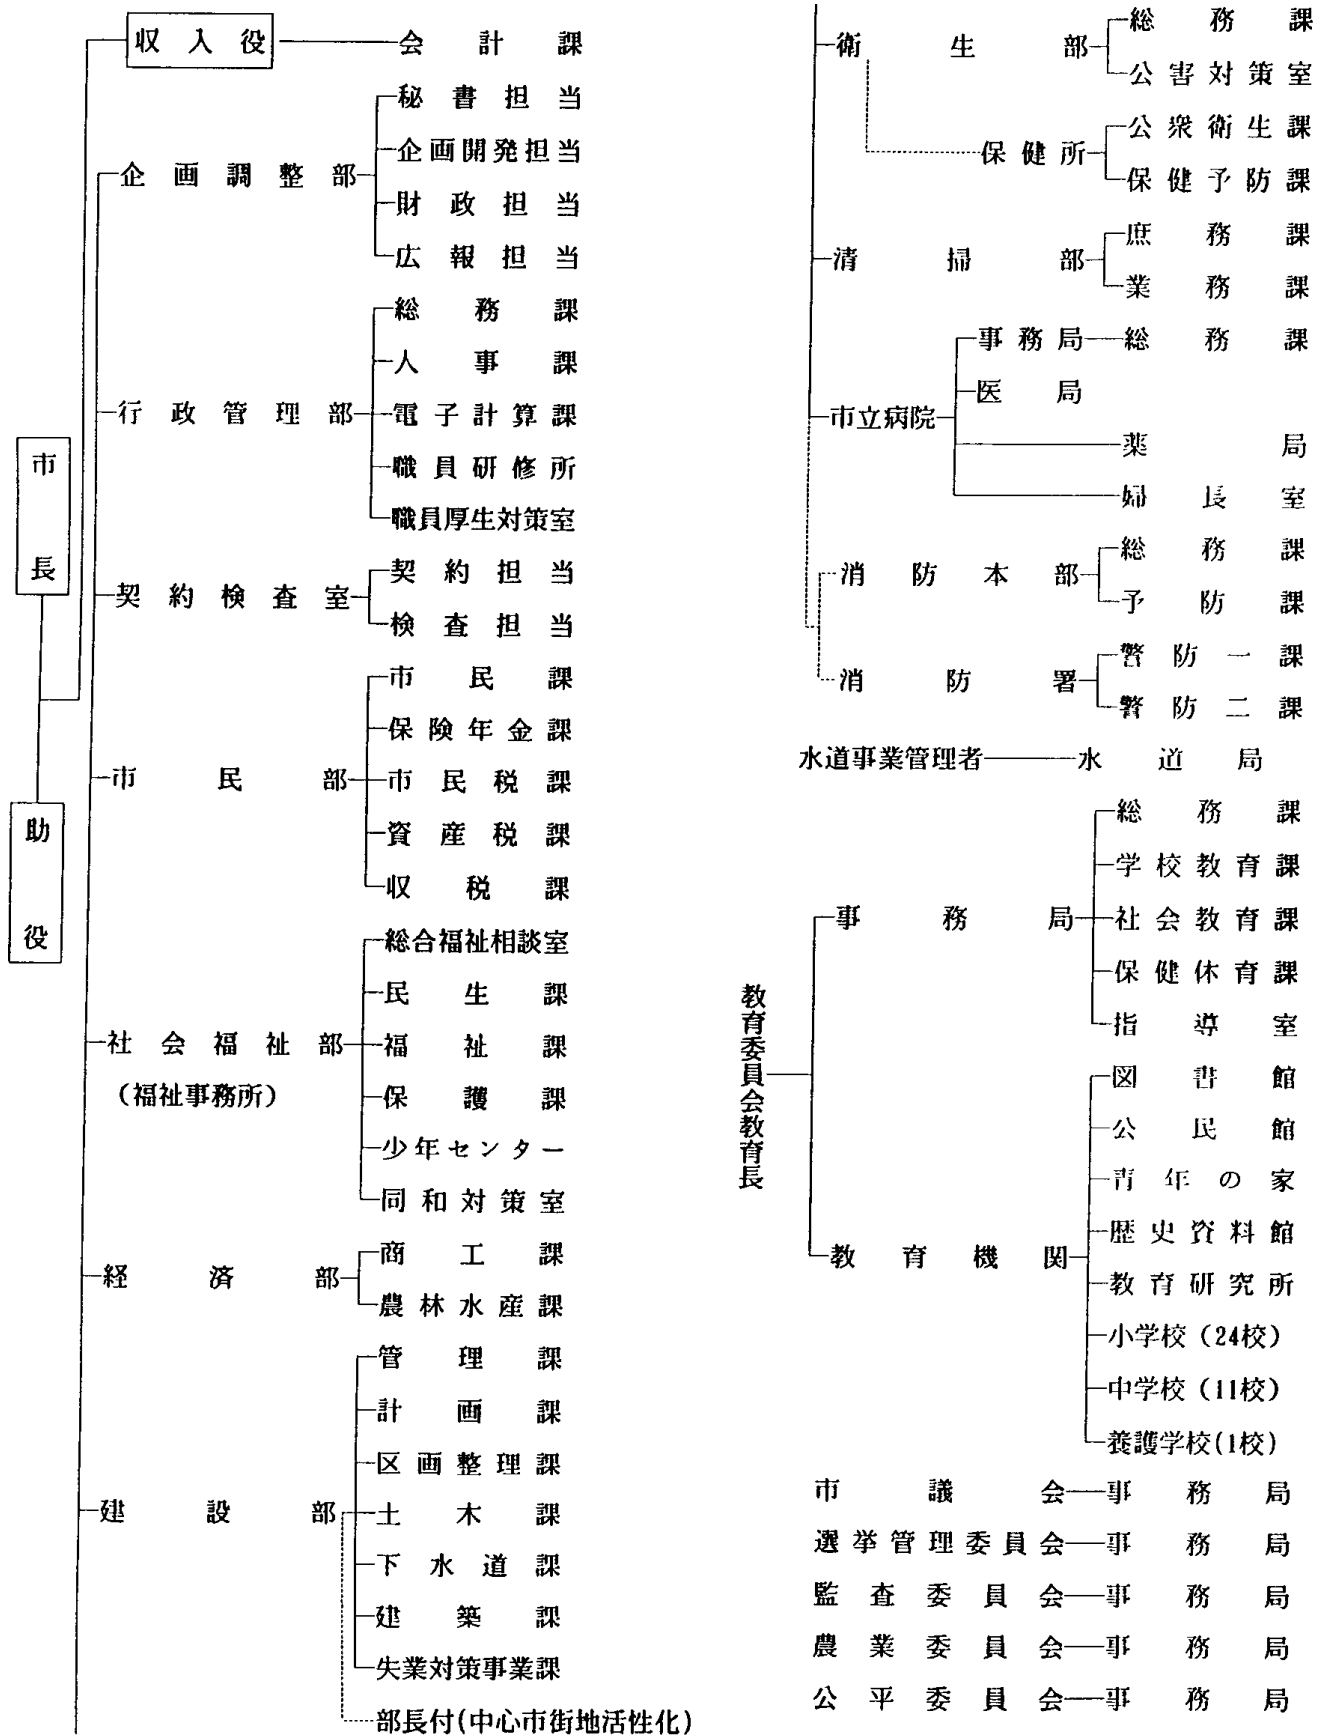 市長
助役
収入役
会計課
企画調整部
秘書担当
企画開発担当
財政担当
広報担当
行政管理部
総務課
人事課
電子計算課
職員研修所
職員厚生対策室
契約検査室
契約担当
検査担当
市民部
市民課
保険年金課
市民税課
資産税課
収税課
社会福祉部
(福祉事務所)
総合福祉相談室
民生課
福祉課
保護課
少年センター
同和対策室
経済部
商工課
農林水産課
建設部
管理課
計画課
区画整理課
土木課
下水道課
建築課
失業対策事業課
部長付(中心市街地活性化)
衛生部
総務課
公害対策室
保健所
公衆衛生課
保健予防課
清掃部
庶務課
業務課
市立病院
事務局
総務課
医局
薬局
婦長室
消防本部
総務課
予防課
消防署
警防一課
警防二課
水道事業管理者
水道局
教育委員会教育長
事務局
総務課
学校教育課
社会教育課
保健体育課
指導室
教育機関
図書館
公民館
青年の家
歴史資料館
教育研究所
小学校(24校)
中学校(11校)
養護学校(1校)
市議会
事務局
選挙管理委員会
事務局
監査委員会
事務局
農業委員会
事務局
公平委員会
事務局